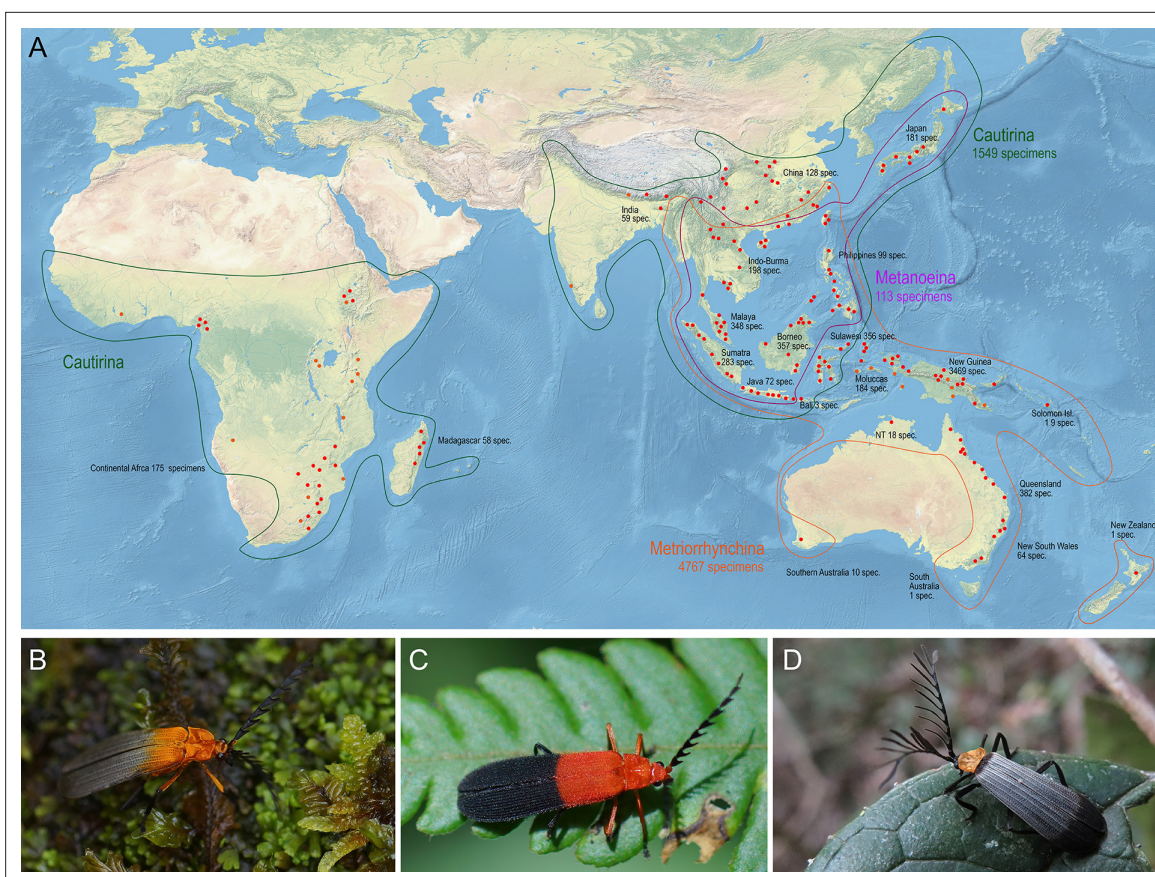 A
Japan
181 spec.
Cautirina
1549 specimens
China 128 spec.
India
59 spec.
Indo-Burma
198 spec.
Philippines 99 spec.
Metanoeina
113 specimens
Malaya
348 spec.
Borneo
357 spec.
Sulawesi 356 spec.
Cautirina
Sumatra
283 spec.
New Guinea
3469 spec.
Moluccas
184 spec.
Java 72 spec.
Bali 3 spec.
Solomon Isl.
1 9 spec.
NT 18 spec.
Madagascar 58 spec.
Continental Afrca 175 specimens
Queensland
382 spec.
New Zealand
1 spec.
Metriorrhynchina
4767 specimens
New South Wales
64 spec.
Southern Australia 10 spec.
South
Australia
1 spec.
B
C
D